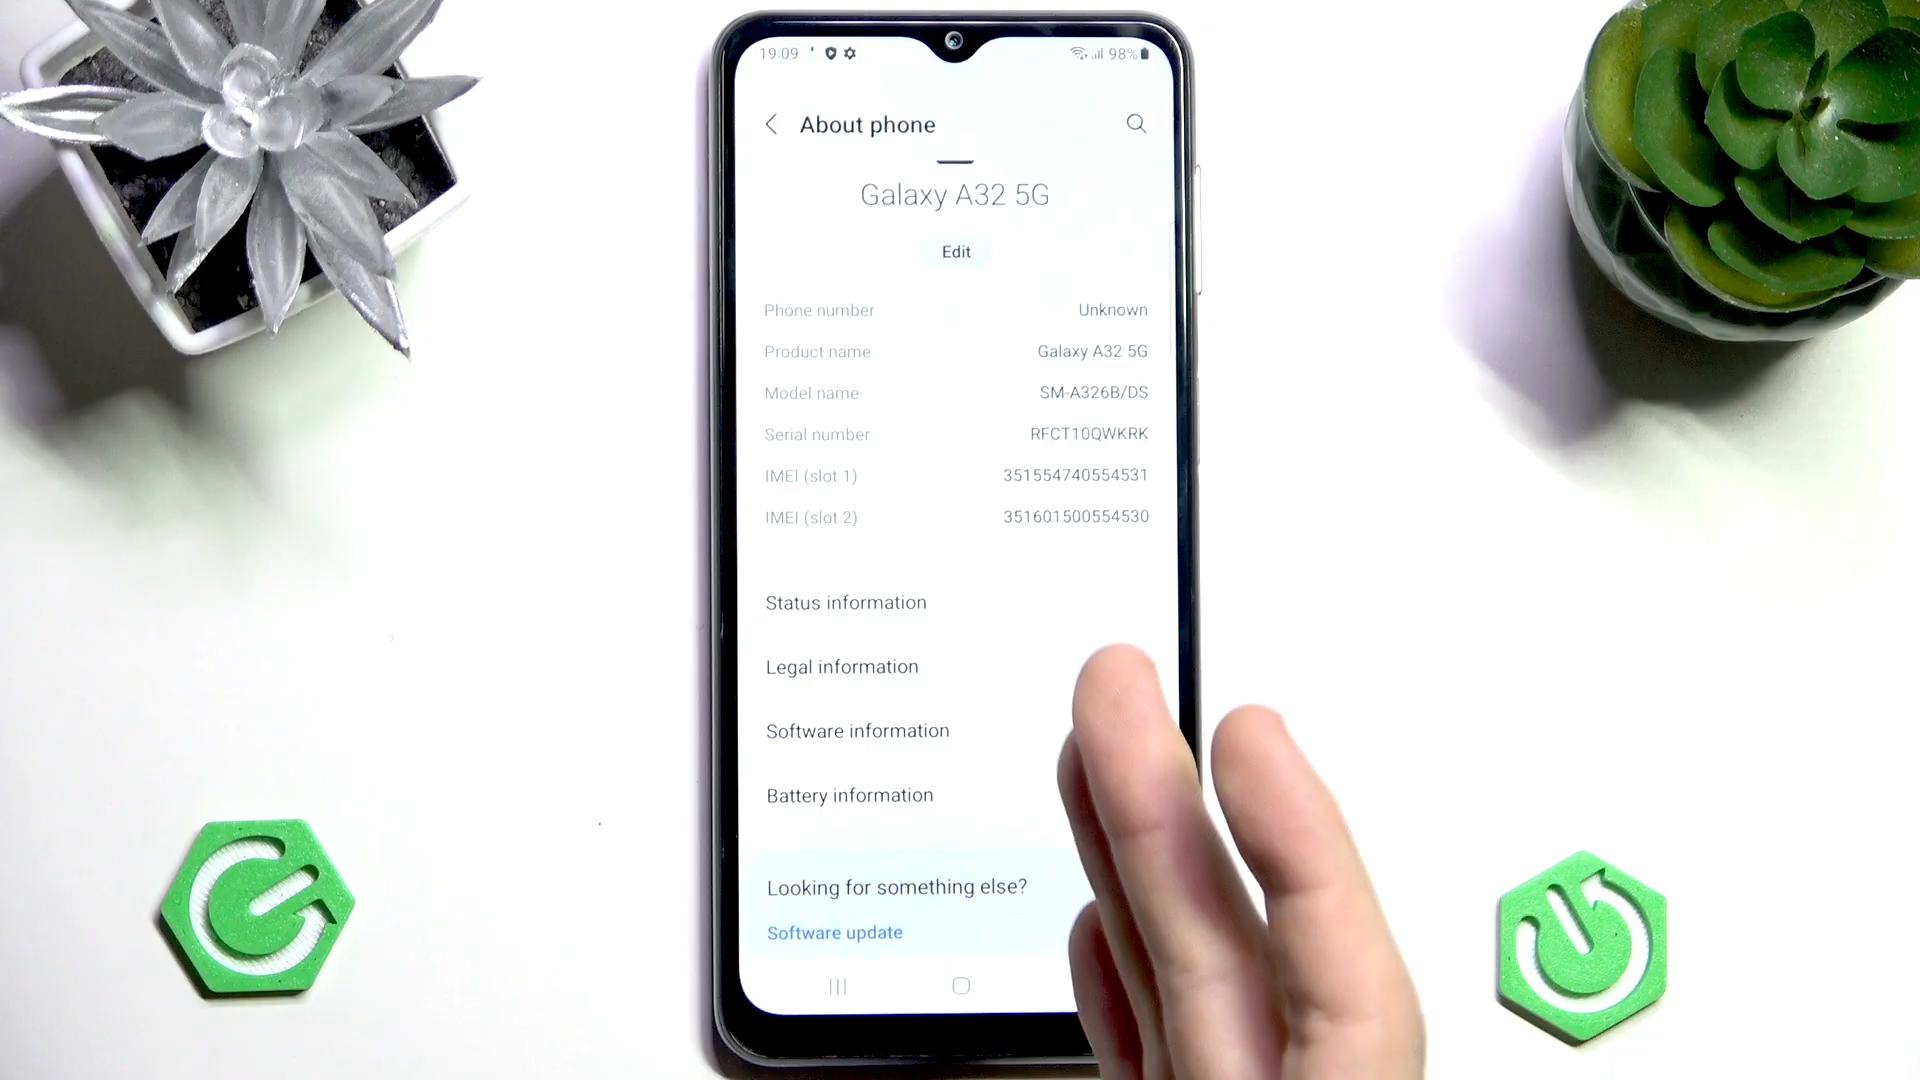 19:09 98%
About phone
Galaxy A32 5G
Edit
Phone number Unknown
Product name Galaxy A32 5G
Model name SM-A326B/DS
Serial number RFCT10QWKRK
IMEI (slot 1) 351554740554531
IMEI (slot 2) 351601500554530
Status information
Legal information
Software information
Battery information
Looking for something else?
Software update